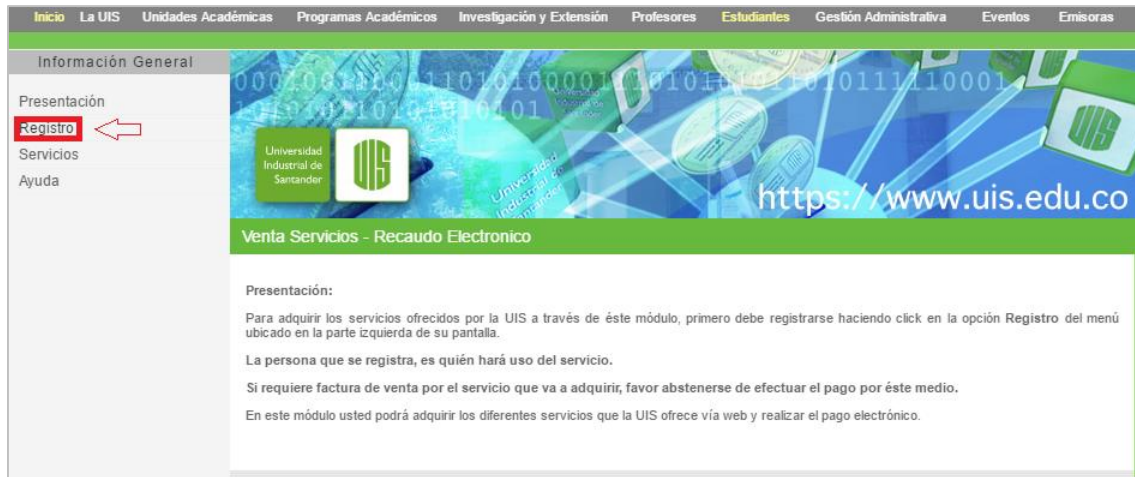 Inicio La UIS Unidades Académicas Programas Académicos Investigación y Extensión Profesores Estudiantes Gestión Administrativa Eventos Emisoras
Información General
Presentación
Registro
Servicios
Ayuda
Universidad
Industrial de
Santander
UIS
https://www.uis.edu.co
Venta Servicios - Recaudo Electronico
Presentación:
Para adquirir los servicios ofrecidos por la UIS a través de éste módulo, primero debe registrarse haciendo click en la opción Registro del menú
ubicado en la parte izquierda de su pantalla.
La persona que se registra, es quién hará uso del servicio.
Si requiere factura de venta por el servicio que va a adquirir, favor abstenerse de efectuar el pago por éste medio.
En este módulo usted podrá adquirir los diferentes servicios que la UIS ofrece vía web y realizar el pago electrónico.